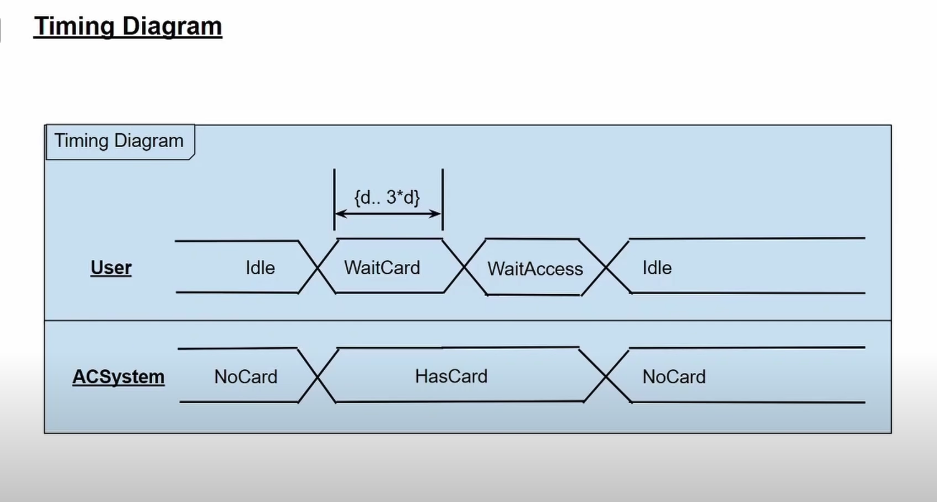 Timing Diagram
Timing Diagram
{d.. 3*d}
User
Idle
WaitCard
WaitAccess
Idle
ACSystem
NoCard
HasCard
NoCard